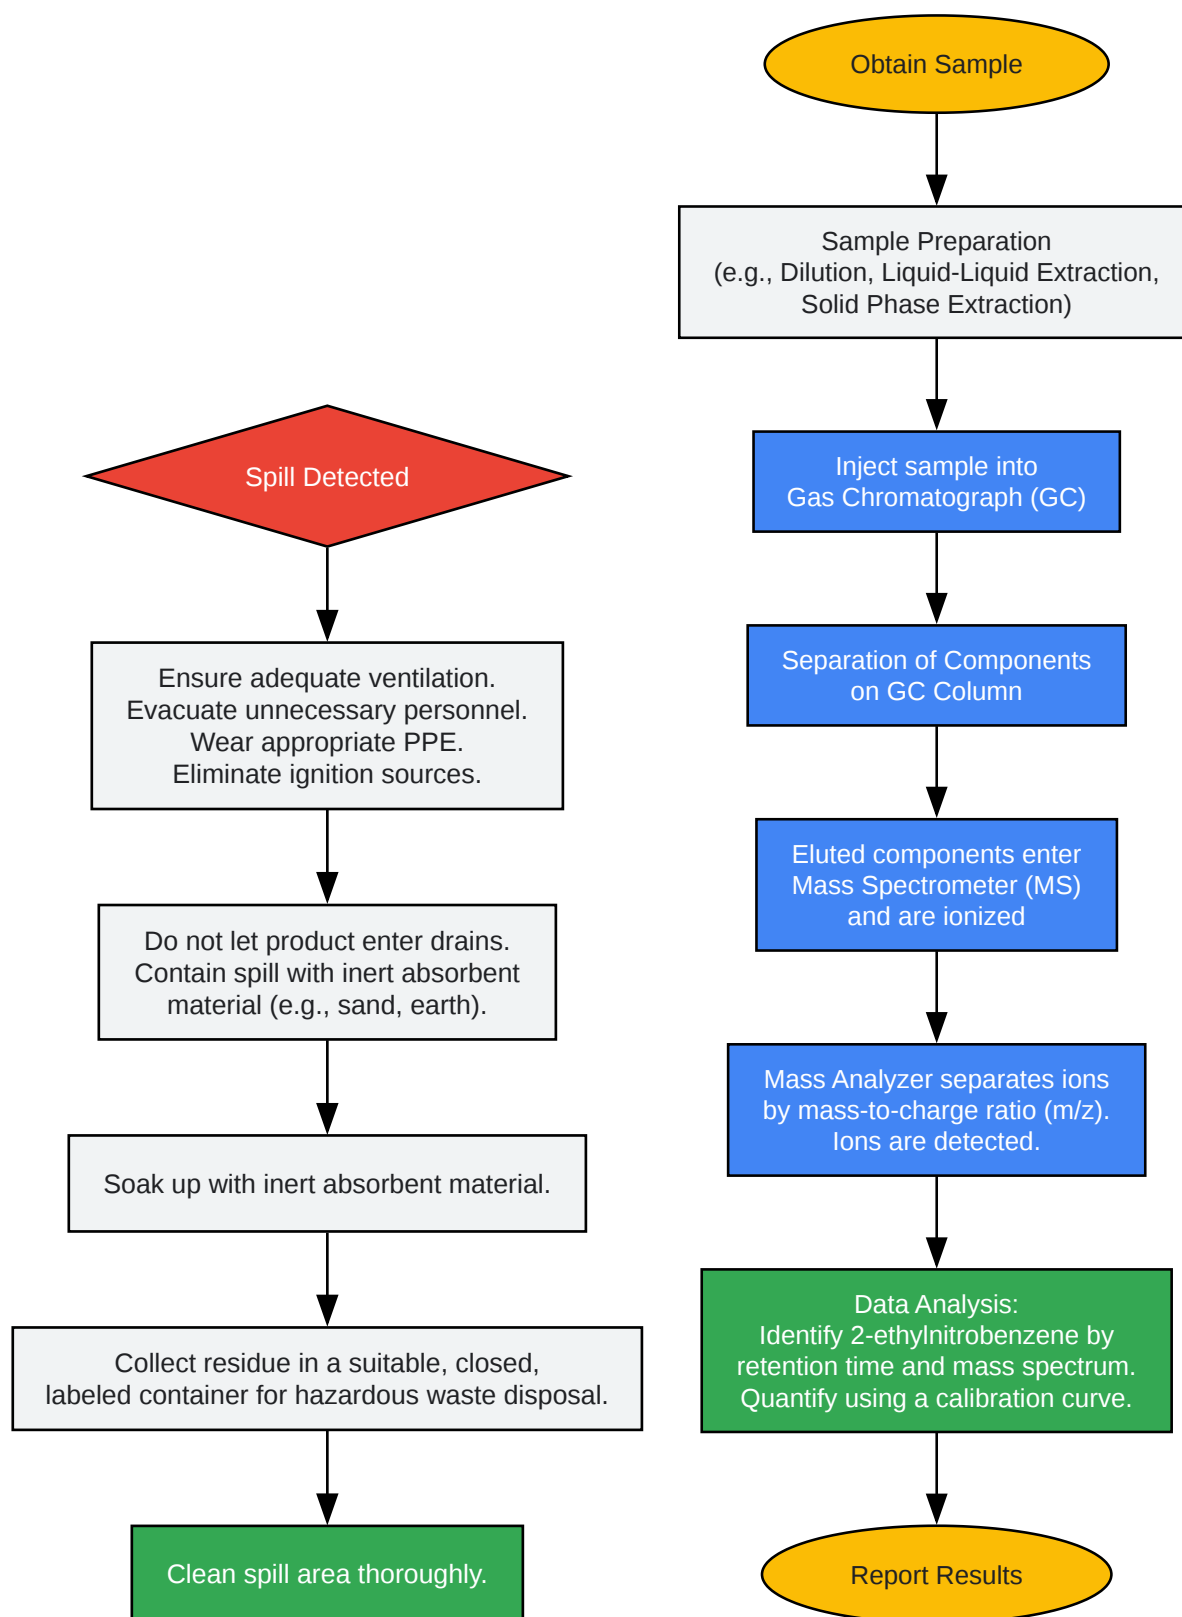 Spill Detected
Ensure adequate ventilation.
Evacuate unnecessary personnel.
Wear appropriate PPE.
Eliminate ignition sources.
Do not let product enter drains.
Contain spill with inert absorbent
material (e.g., sand, earth).
Soak up with inert absorbent material.
Collect residue in a suitable, closed,
labeled container for hazardous waste disposal.
Clean spill area thoroughly.
Obtain Sample
Sample Preparation
(e.g., Dilution, Liquid-Liquid Extraction,
Solid Phase Extraction)
Inject sample into
Gas Chromatograph (GC)
Separation of Components
on GC Column
Eluted components enter
Mass Spectrometer (MS)
and are ionized
Mass Analyzer separates ions
by mass-to-charge ratio (m/z).
Ions are detected.
Data Analysis:
Identify 2-ethylnitrobenzene by
retention time and mass spectrum.
Quantify using a calibration curve.
Report Results